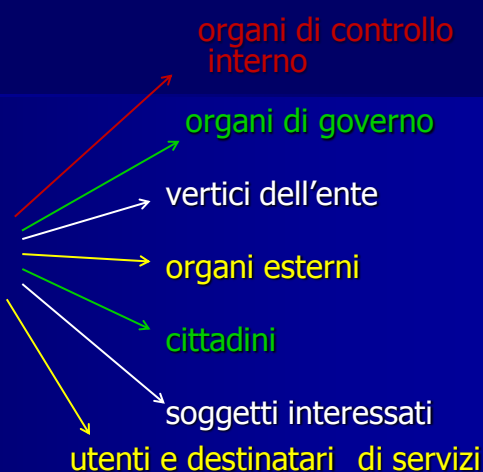 organi di controllo
interno
organi di governo
vertici dell’ente
organi esterni
cittadini
soggetti interessati
utenti e destinatari di servizi